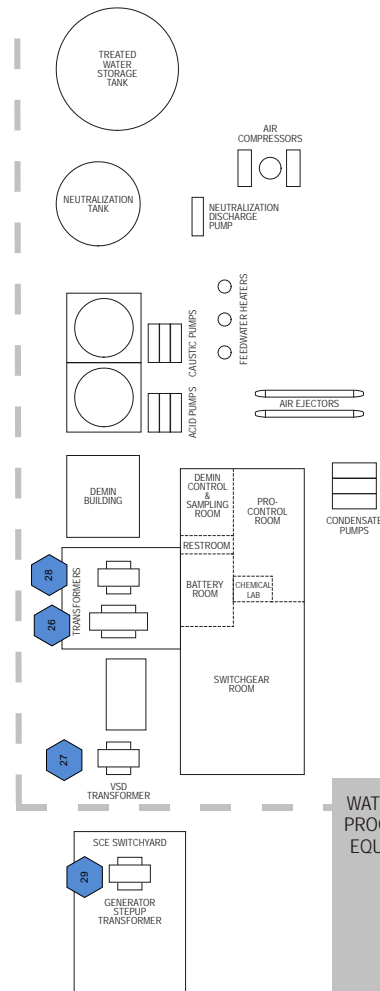 TREATED
WATER
STORAGE
TANK
AIR
COMPRESSORS
NEUTRALIZATION
TANK
NEUTRALIZATION
DISCHARGE
PUMP
FEEDWATER HEATERS
CAUSTIC PUMPS
ACID PUMPS
AIR EJECTORS
DEMIN
BUILDING
DEMIN
CONTROL
&
SAMPLING
ROOM
PRO-
CONTROL
ROOM
CONDENSATE
PUMPS
RESTROOM
BATTERY
ROOM
CHEMICAL
LAB
28
26
TRANSFORMERS
SWITCHGEAR
ROOM
27
VSD
TRANSFORMER
WAT
PROC
EQU
SCE SWITCHYARD
29
GENERATOR
STEPUP
TRANSFORMER